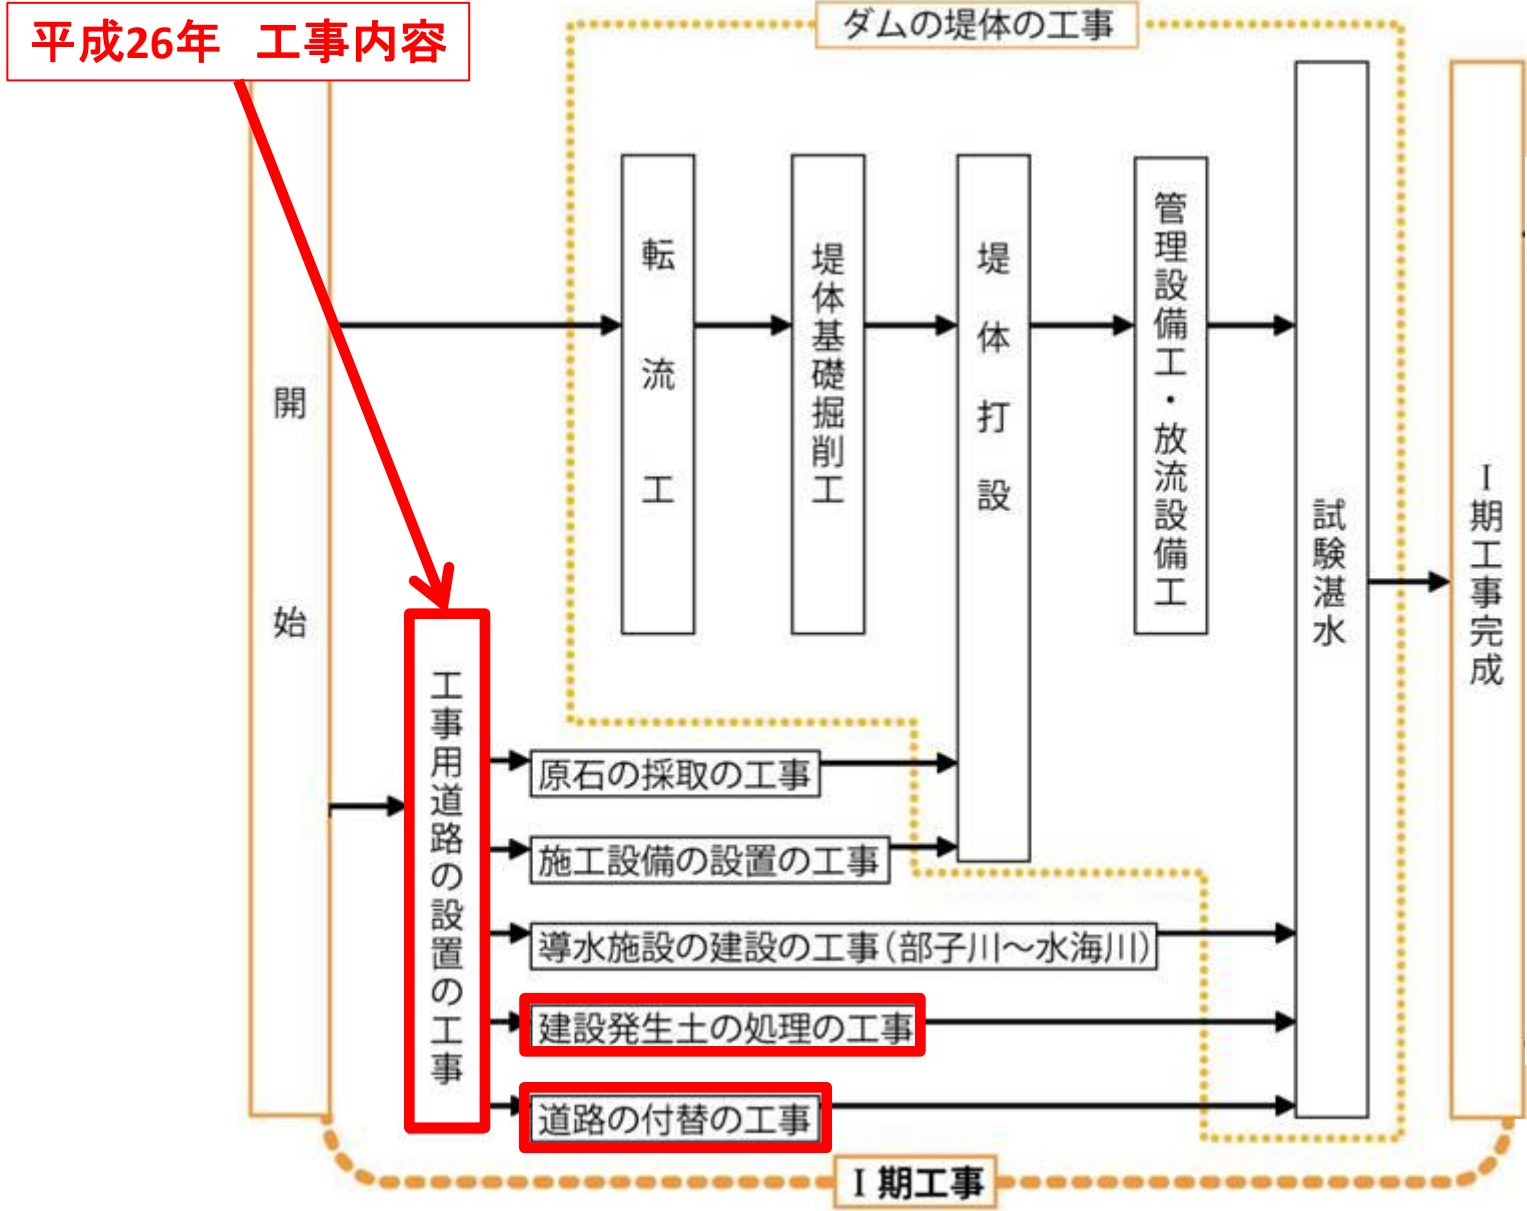 平成26年　工事内容
ダムの堤体の工事
開始
転流工
堤体基礎掘削工
堤体打設
管理設備工・放流設備工
試験湛水
Ⅰ期工事完成
工事用道路の設置の工事
原石の採取の工事
施工設備の設置の工事
導水施設の建設の工事（部子川～水海川）
建設発生土の処理の工事
道路の付替の工事
Ⅰ期工事